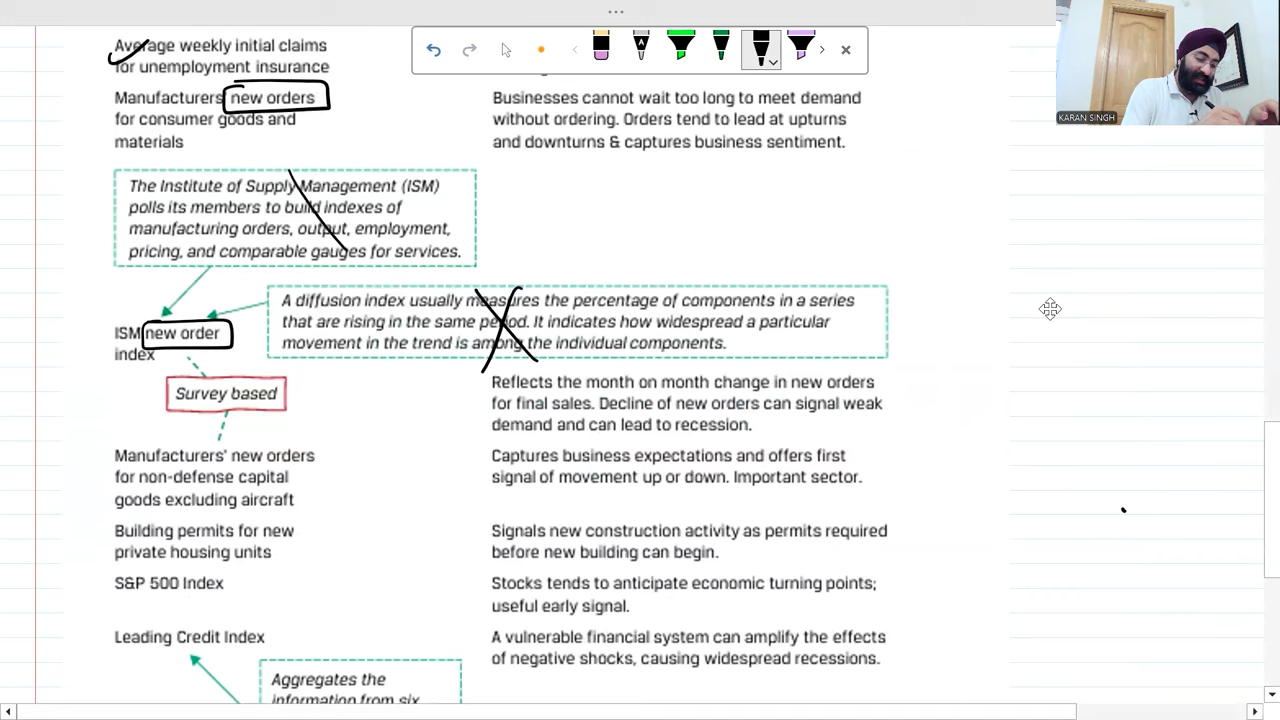 KARAN SINGH
Average weekly initial claims
for unemployment insurance
Manufacturers new orders
for consumer goods and
materials
Businesses cannot wait too long to meet demand
without ordering. Orders tend to lead at upturns
and downturns & captures business sentiment.
The Institute of Supply Management (ISM)
polls its members to build indexes of
manufacturing orders, output, employment,
pricing, and comparable gauges for services.
A diffusion index usually measures the percentage of components in a series
that are rising in the same period. It indicates how widespread a particular
movement in the trend is among the individual components.
ISM new order
index
Survey based
Reflects the month on month change in new orders
for final sales. Decline of new orders can signal weak
demand and can lead to recession.
Manufacturers' new orders
for non-defense capital
goods excluding aircraft
Captures business expectations and offers first
signal of movement up or down. Important sector.
Building permits for new
private housing units
Signals new construction activity as permits required
before new building can begin.
S&P 500 Index
Stocks tends to anticipate economic turning points;
useful early signal.
Leading Credit Index
A vulnerable financial system can amplify the effects
of negative shocks, causing widespread recessions.
Aggregates the
information from six